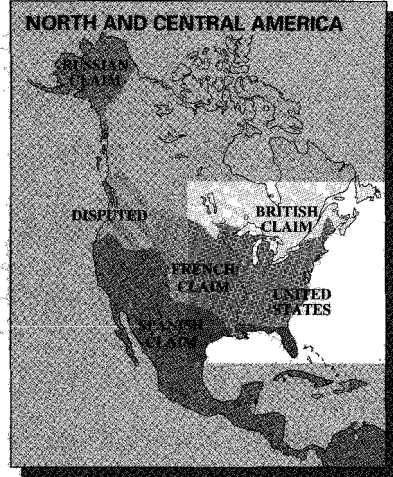 NORTH AND CENTRAL AMERICA
RUSSIAN
CLAIM
DISPUTED
BRITISH
CLAIM
FRENCH
CLAIM
UNITED
STATES
SPANISH
CLAIM